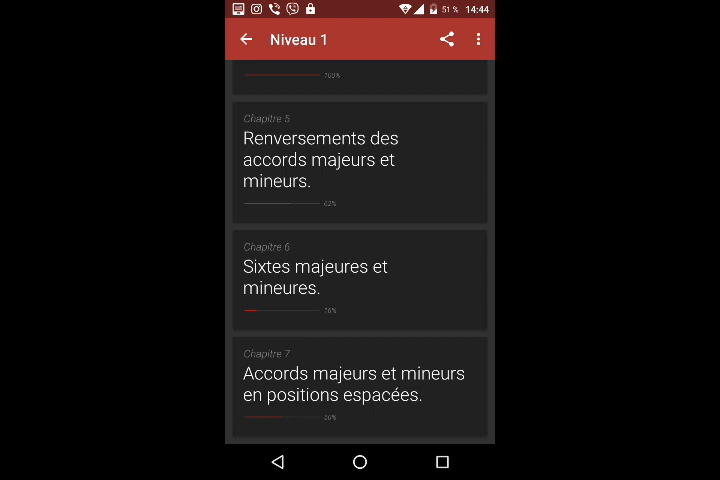 51 % 14:44
Niveau 1
100%
Chapitre 5
Renversements des
accords majeurs et
mineurs.
Chapitre 6
Sixtes majeures et
mineures.
Chapitre 7
Accords majeurs et mineurs
en positions espacées.